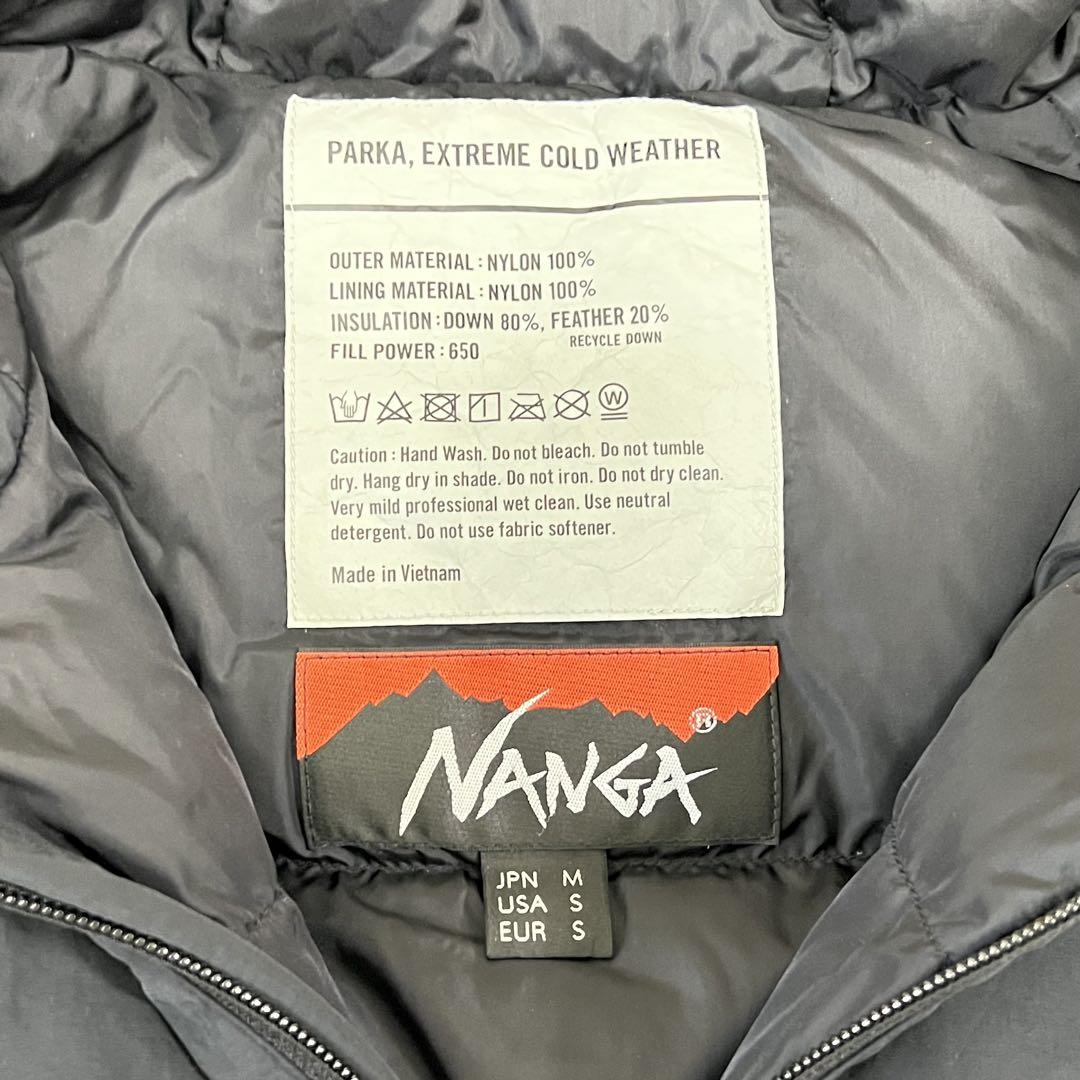 PARKA, EXTREME COLD WEATHER
OUTER MATERIAL : NYLON 100%
LINING MATERIAL : NYLON 100%
INSULATION : DOWN 80%, FEATHER 20%
RECYCLE DOWN
FILL POWER : 650
W
Caution : Hand Wash. Do not bleach. Do not tumble
dry. Hang dry in shade. Do not iron. Do not dry clean.
Very mild professional wet clean. Use neutral
detergent. Do not use fabric softener.
Made in Vietnam
NANGA®
JPN M
USA S
EUR S